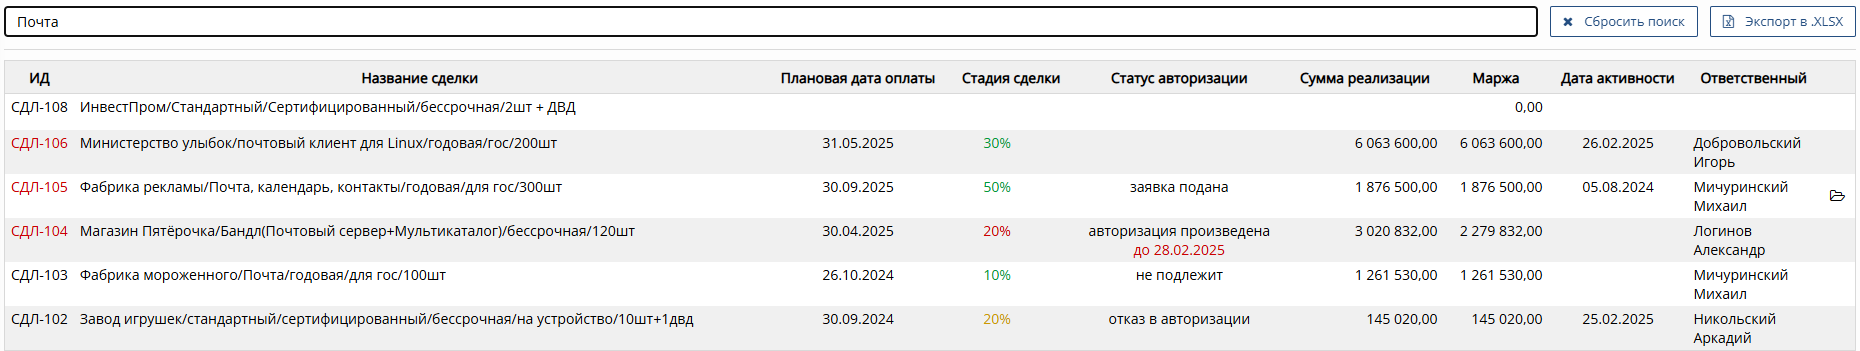 Почта
Сбросить поиск
Экспорт в .XLSX
ИД Название сделки Плановая дата оплаты Стадия сделки Статус авторизации Сумма реализации Маржа Дата активности Ответственный
СДЛ-108 ИнвестПром/Стандартный/Сертифицированный/бессрочная/2шт + ДВД 0,00
СДЛ-106 Министерство улыбок/почтовый клиент для Linux/годовая/гос/200шт 31.05.2025 30% 6 063 600,00 6 063 600,00 26.02.2025 Добровольский
Игорь
СДЛ-105 Фабрика рекламы/Почта, календарь, контакты/годовая/для гос/300шт 30.09.2025 50% заявка подана 1 876 500,00 1 876 500,00 05.08.2024 Мичуринский
Михаил
СДЛ-104 Магазин Пятёрочка/Бандл(Почтовый сервер+Мультикаталог)/бессрочная/120шт 30.04.2025 20% авторизация произведена 3 020 832,00 2 279 832,00 Логинов
до 28.02.2025 Александр
СДЛ-103 Фабрика мороженного/Почта/годовая/для гос/100шт 26.10.2024 10% не подлежит 1 261 530,00 1 261 530,00 Мичуринский
Михаил
СДЛ-102 Завод игрушек/стандартный/сертифицированный/бессрочная/на устройство/10шт+1двд 30.09.2024 20% отказ в авторизации 145 020,00 145 020,00 25.02.2025 Никольский
Аркадий